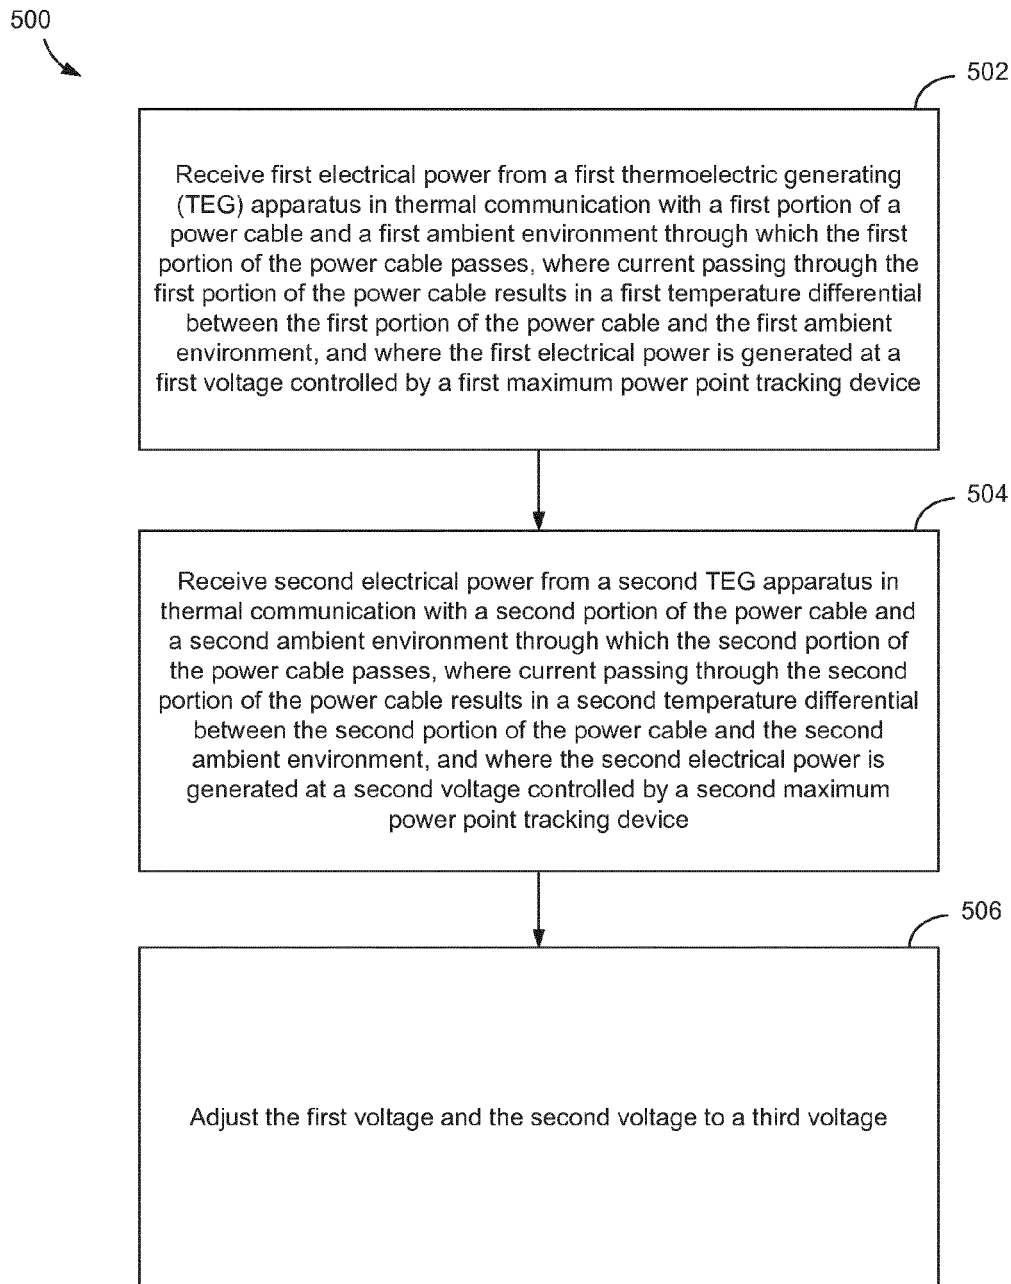 500
502
Receive first electrical power from a first thermoelectric generating
(TEG) apparatus in thermal communication with a first portion of a
power cable and a first ambient environment through which the first
portion of the power cable passes, where current passing through the
first portion of the power cable results in a first temperature differential
between the first portion of the power cable and the first ambient
environment, and where the first electrical power is generated at a
first voltage controlled by a first maximum power point tracking device
504
Receive second electrical power from a second TEG apparatus in
thermal communication with a second portion of the power cable and
a second ambient environment through which the second portion of
the power cable passes, where current passing through the second
portion of the power cable results in a second temperature differential
between the second portion of the power cable and the second
ambient environment, and where the second electrical power is
generated at a second voltage controlled by a second maximum
power point tracking device
506
Adjust the first voltage and the second voltage to a third voltage